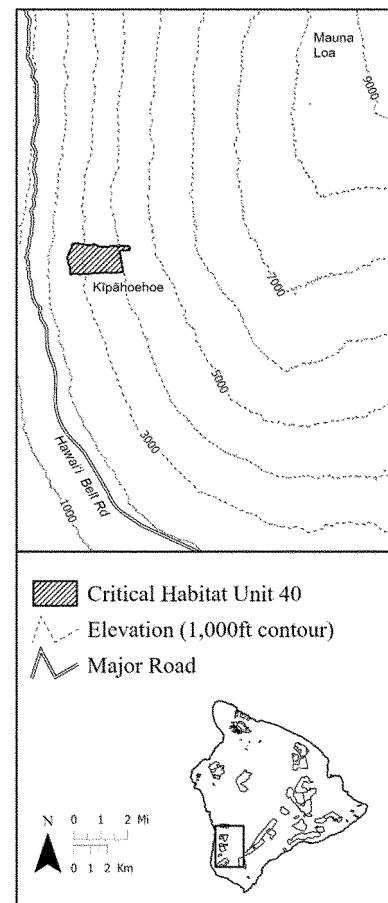 Mauna
Loa
9000
7000
Kīpāhoehoe
5000
3000
Hawai'i Belt Rd
1000
Critical Habitat Unit 40
Elevation (1,000ft contour)
Major Road
N
0 1 2 Mi
0 1 2 Km